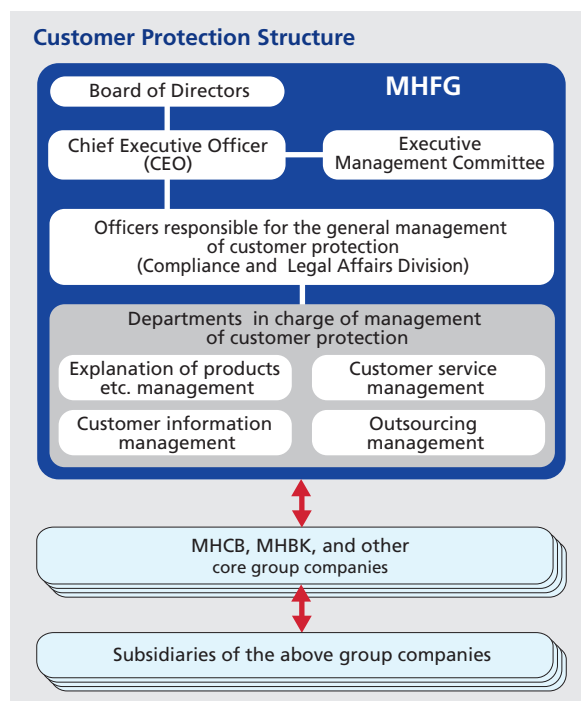 Customer Protection Structure
MHFG
Board of Directors
Chief Executive Officer
(CEO)
Executive
Management Committee
Officers responsible for the general management
of customer protection
(Compliance and Legal Affairs Division)
Departments in charge of management
of customer protection
Explanation of products
etc. management
Customer service
management
Customer information
management
Outsourcing
management
MHCB, MHBK, and other
core group companies
Subsidiaries of the above group companies